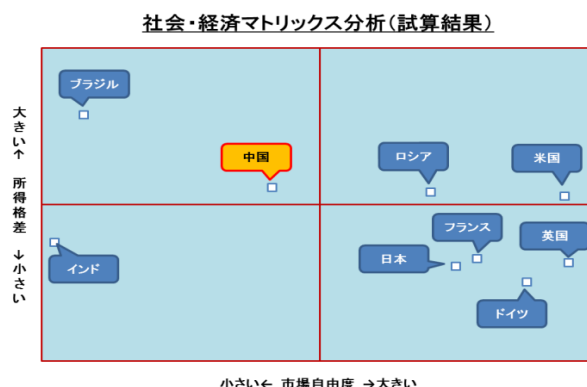 社会・経済マトリックス分析(試算結果)
ブラジル
中国
ロシア
米国
大きい↑ 所得格差 ↓小さい
フランス
英国
日本
インド
ドイツ
小さい← 市場自由度 →大きい